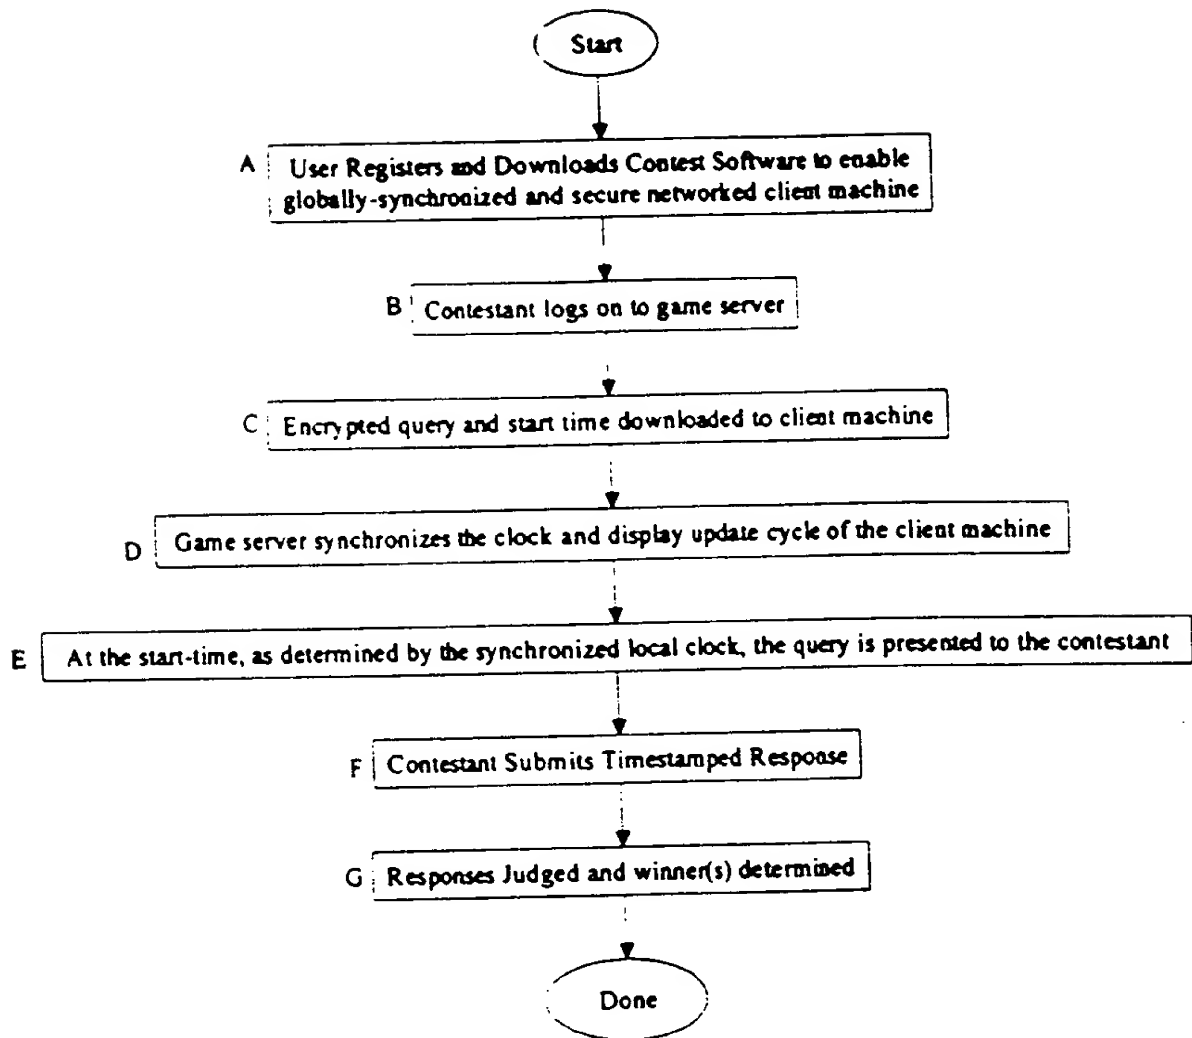 Start
A
User Registers and Downloads Contest Software to enable
globally-synchronized and secure networked client machine
B
Contestant logs on to game server
C
Encrypted query and start time downloaded to client machine
D
Game server synchronizes the clock and display update cycle of the client machine
E
At the start-time, as determined by the synchronized local clock, the query is presented to the contestant
F
Contestant Submits Timestamped Response
G
Responses Judged and winner(s) determined
Done